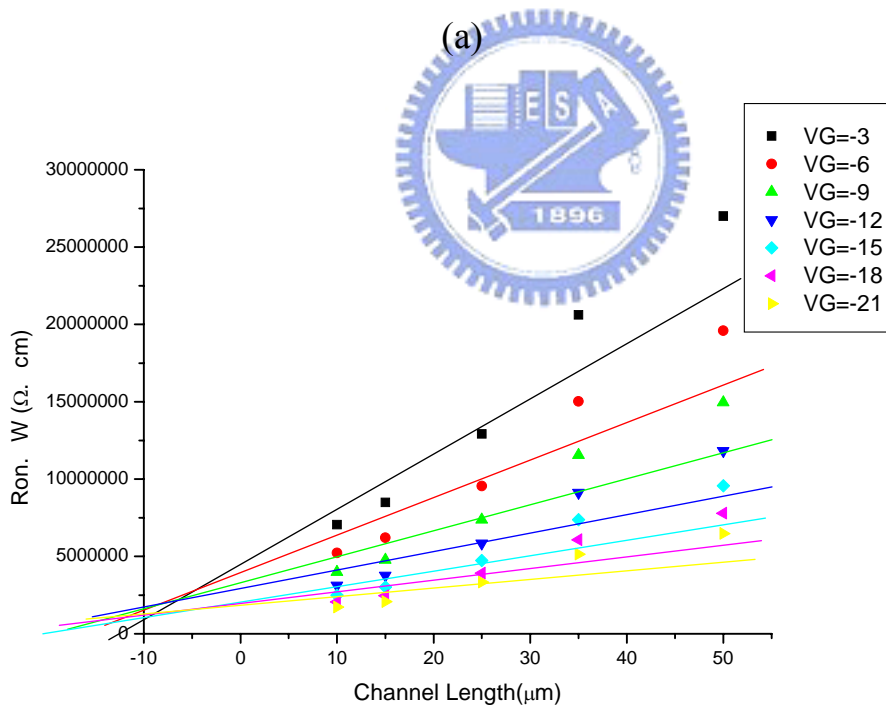 (a)
E S A
1896
VG=-3
VG=-6
VG=-9
VG=-12
VG=-15
VG=-18
VG=-21
30000000
25000000
20000000
15000000
10000000
5000000
0
Ron. W (Ω. cm)
-10 0 10 20 30 40 50
Channel Length(μm)